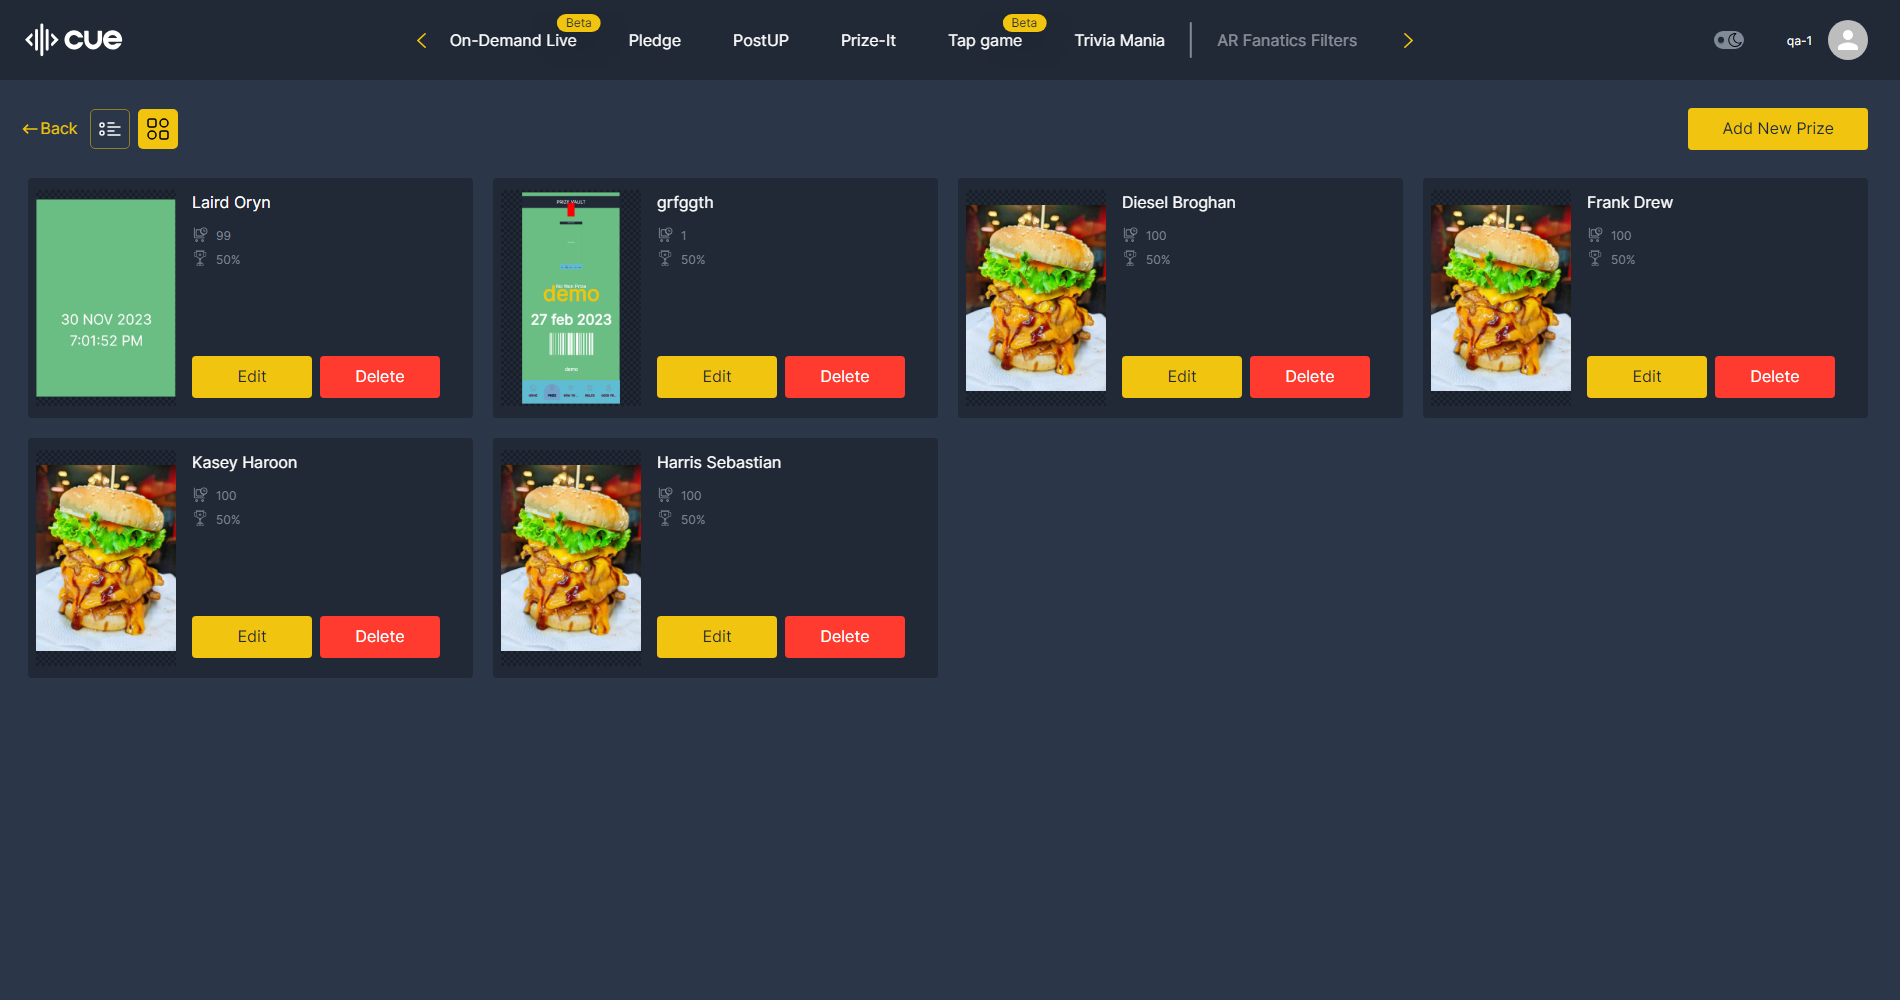 cue
On-Demand Live
Beta
Pledge
PostUP
Prize-It
Tap game
Beta
Trivia Mania
AR Fanatics Filters
qa-1
Back
Add New Prize
30 NOV 2023
7:01:52 PM
Laird Oryn
99
50%
Edit
Delete
PRIZE VAULT
demo
27 feb 2023
demo
grfggth
1
50%
Edit
Delete
Diesel Broghan
100
50%
Edit
Delete
Frank Drew
100
50%
Edit
Delete
Kasey Haroon
100
50%
Edit
Delete
Harris Sebastian
100
50%
Edit
Delete